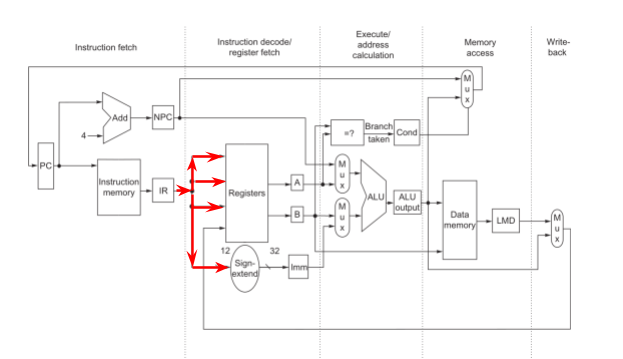 Instruction fetch
Instruction decode/
register fetch
Execute/
address
calculation
Memory
access
Write-
back
M
u
x
Add
NPC
4
=?
Branch
taken
Cond
PC
Instruction
memory
IR
Registers
A
B
M
u
x
M
u
x
ALU
ALU
output
Data
memory
LMD
M
u
x
12
32
Sign-
extend
Imm